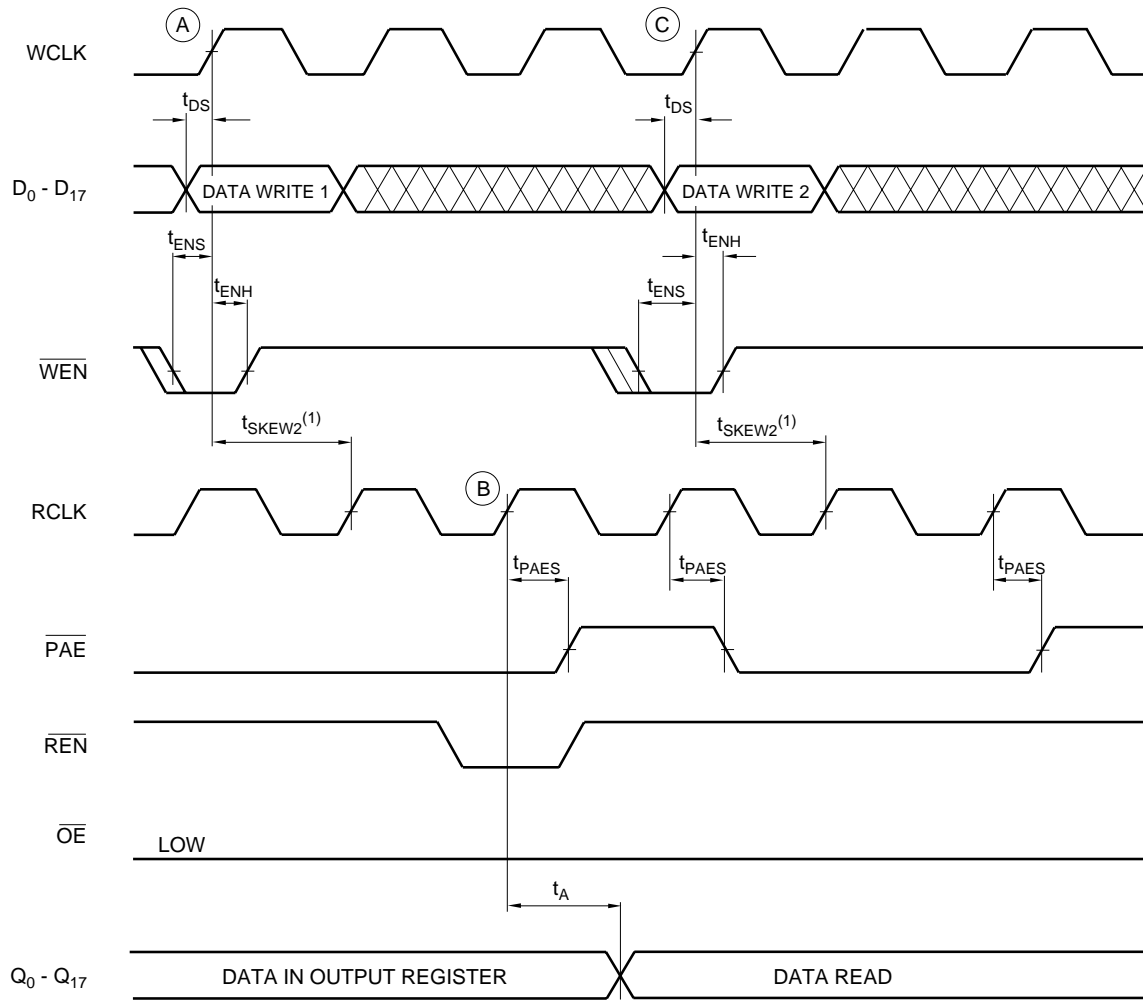 A
C
WCLK
tDS
tDS
D0 - D17
DATA WRITE 1
DATA WRITE 2
tENS
tENH
tENH
tENS
WEN
tSKEW2(1)
tSKEW2(1)
B
RCLK
tPAES
tPAES
tPAES
PAE
REN
OE
LOW
tA
Q0 - Q17
DATA IN OUTPUT REGISTER
DATA READ